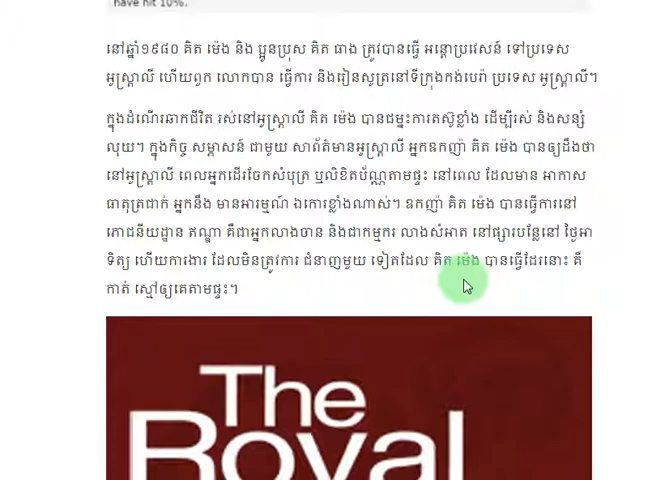 have hit 10%.
នៅឆ្នាំ១៩៨០ គិត ម៉េង និង ប្អូនប្រុស គិត ធាង ត្រូវបានធ្វើ អន្តោប្រវេសន៍ ទៅប្រទេស
អូស្ត្រាលី ហើយពួក លោកបាន ធ្វើការ និងរៀនសូត្រនៅទីក្រុងកង់បេរ៉ា ប្រទេស អូស្ត្រាលី។
ក្នុងដំណើរឆាកជីវិត រស់នៅអូស្ត្រាលី គិត ម៉េង បានជម្នះការតស៊ូខ្លាំង ដើម្បីរស់ និងសន្សំ
លុយ។ ក្នុងកិច្ច សម្ភាសន៍ ជាមួយ សារព័ត៌មានអូស្ត្រាលី អ្នកឧកញ៉ា គិត ម៉េង បានឲ្យដឹងថា
នៅអូស្ត្រាលី ពេលអ្នកដើរចែកសំបុត្រ ឬលិខិតប័ណ្ណតាមផ្ទះ នៅពេល ដែលមាន អាកាស
ធាតុត្រជាក់ អ្នកនឹង មានអារម្មណ៍ ឯកោរខ្លាំងណាស់។ ឧកញ៉ា គិត ម៉េង បានធ្វើការនៅ
ភោជនីយដ្ឋាន ឥណ្ឌា គឺជាអ្នកលាងចាន និងជាកម្មករ លាងសំអាត នៅផ្សារបន្លែនៅ ថ្ងៃអា
ទិត្យ ហើយការងារ ដែលមិនត្រូវការ ជំនាញមួយ ទៀតដែល គិត ម៉េង បានធ្វើដែរនោះ គឺ
កាត់ ស្មៅឲ្យគេតាមផ្ទះ។
The
Royal